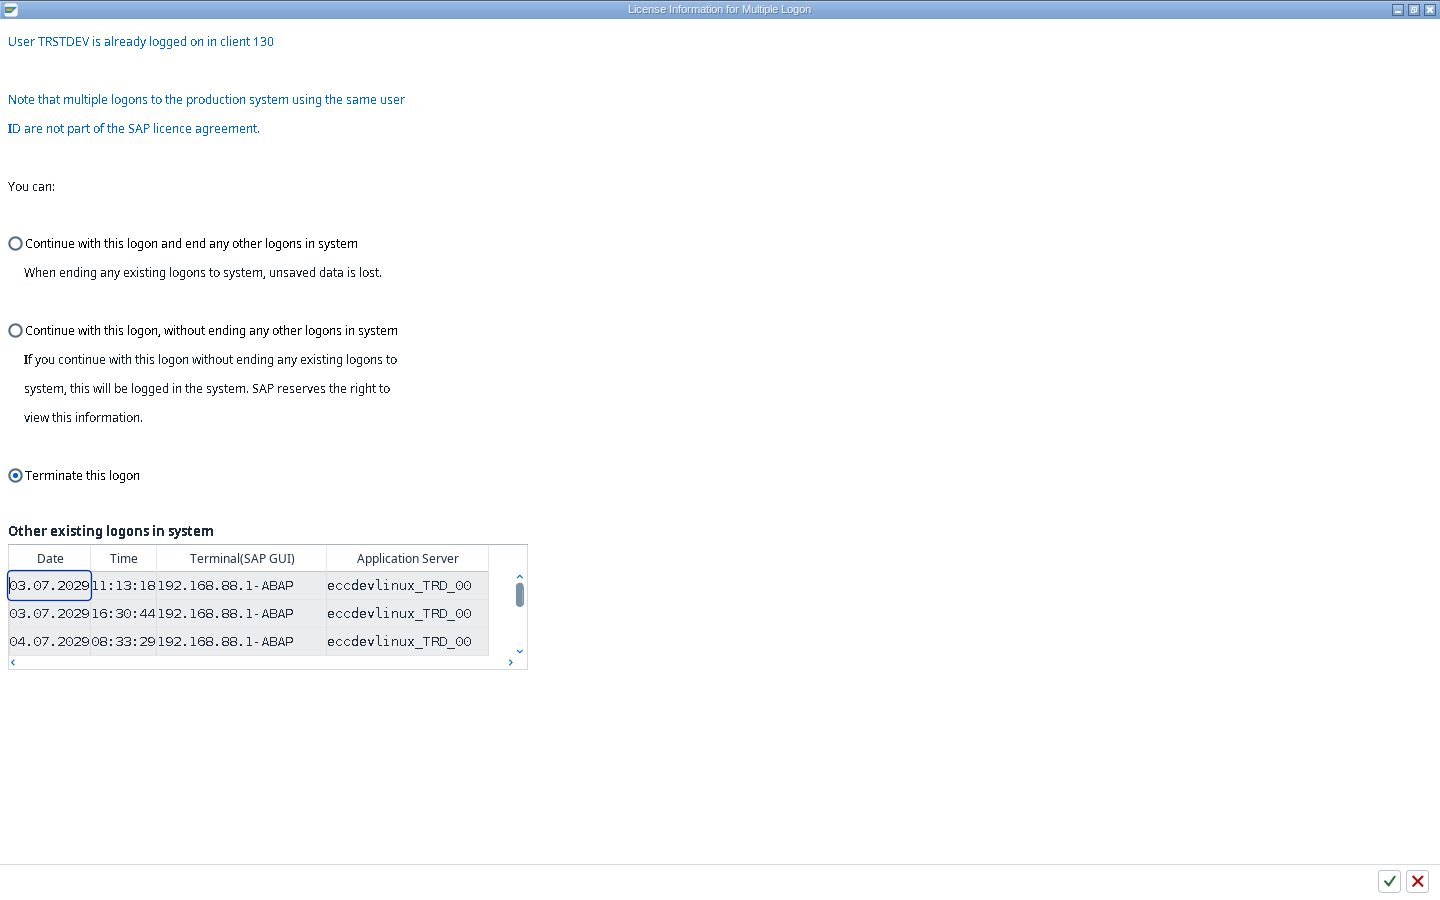 License Information for Multiple Logon
User TRSTDEV is already logged on in client 130
Note that multiple logons to the production system using the same user
ID are not part of the SAP licence agreement.
You can:
Continue with this logon and end any other logons in system
When ending any existing logons to system, unsaved data is lost.
Continue with this logon, without ending any other logons in system
If you continue with this logon without ending any existing logons to
system, this will be logged in the system. SAP reserves the right to
view this information.
Terminate this logon
Other existing logons in system
Date Time Terminal(SAP GUI) Application Server
03.07.2029 11:13:18 192.168.88.1-ABAP eccdevlinux_TRD_00
03.07.2029 16:30:44 192.168.88.1-ABAP eccdevlinux_TRD_00
04.07.2029 08:33:29 192.168.88.1-ABAP eccdevlinux_TRD_00